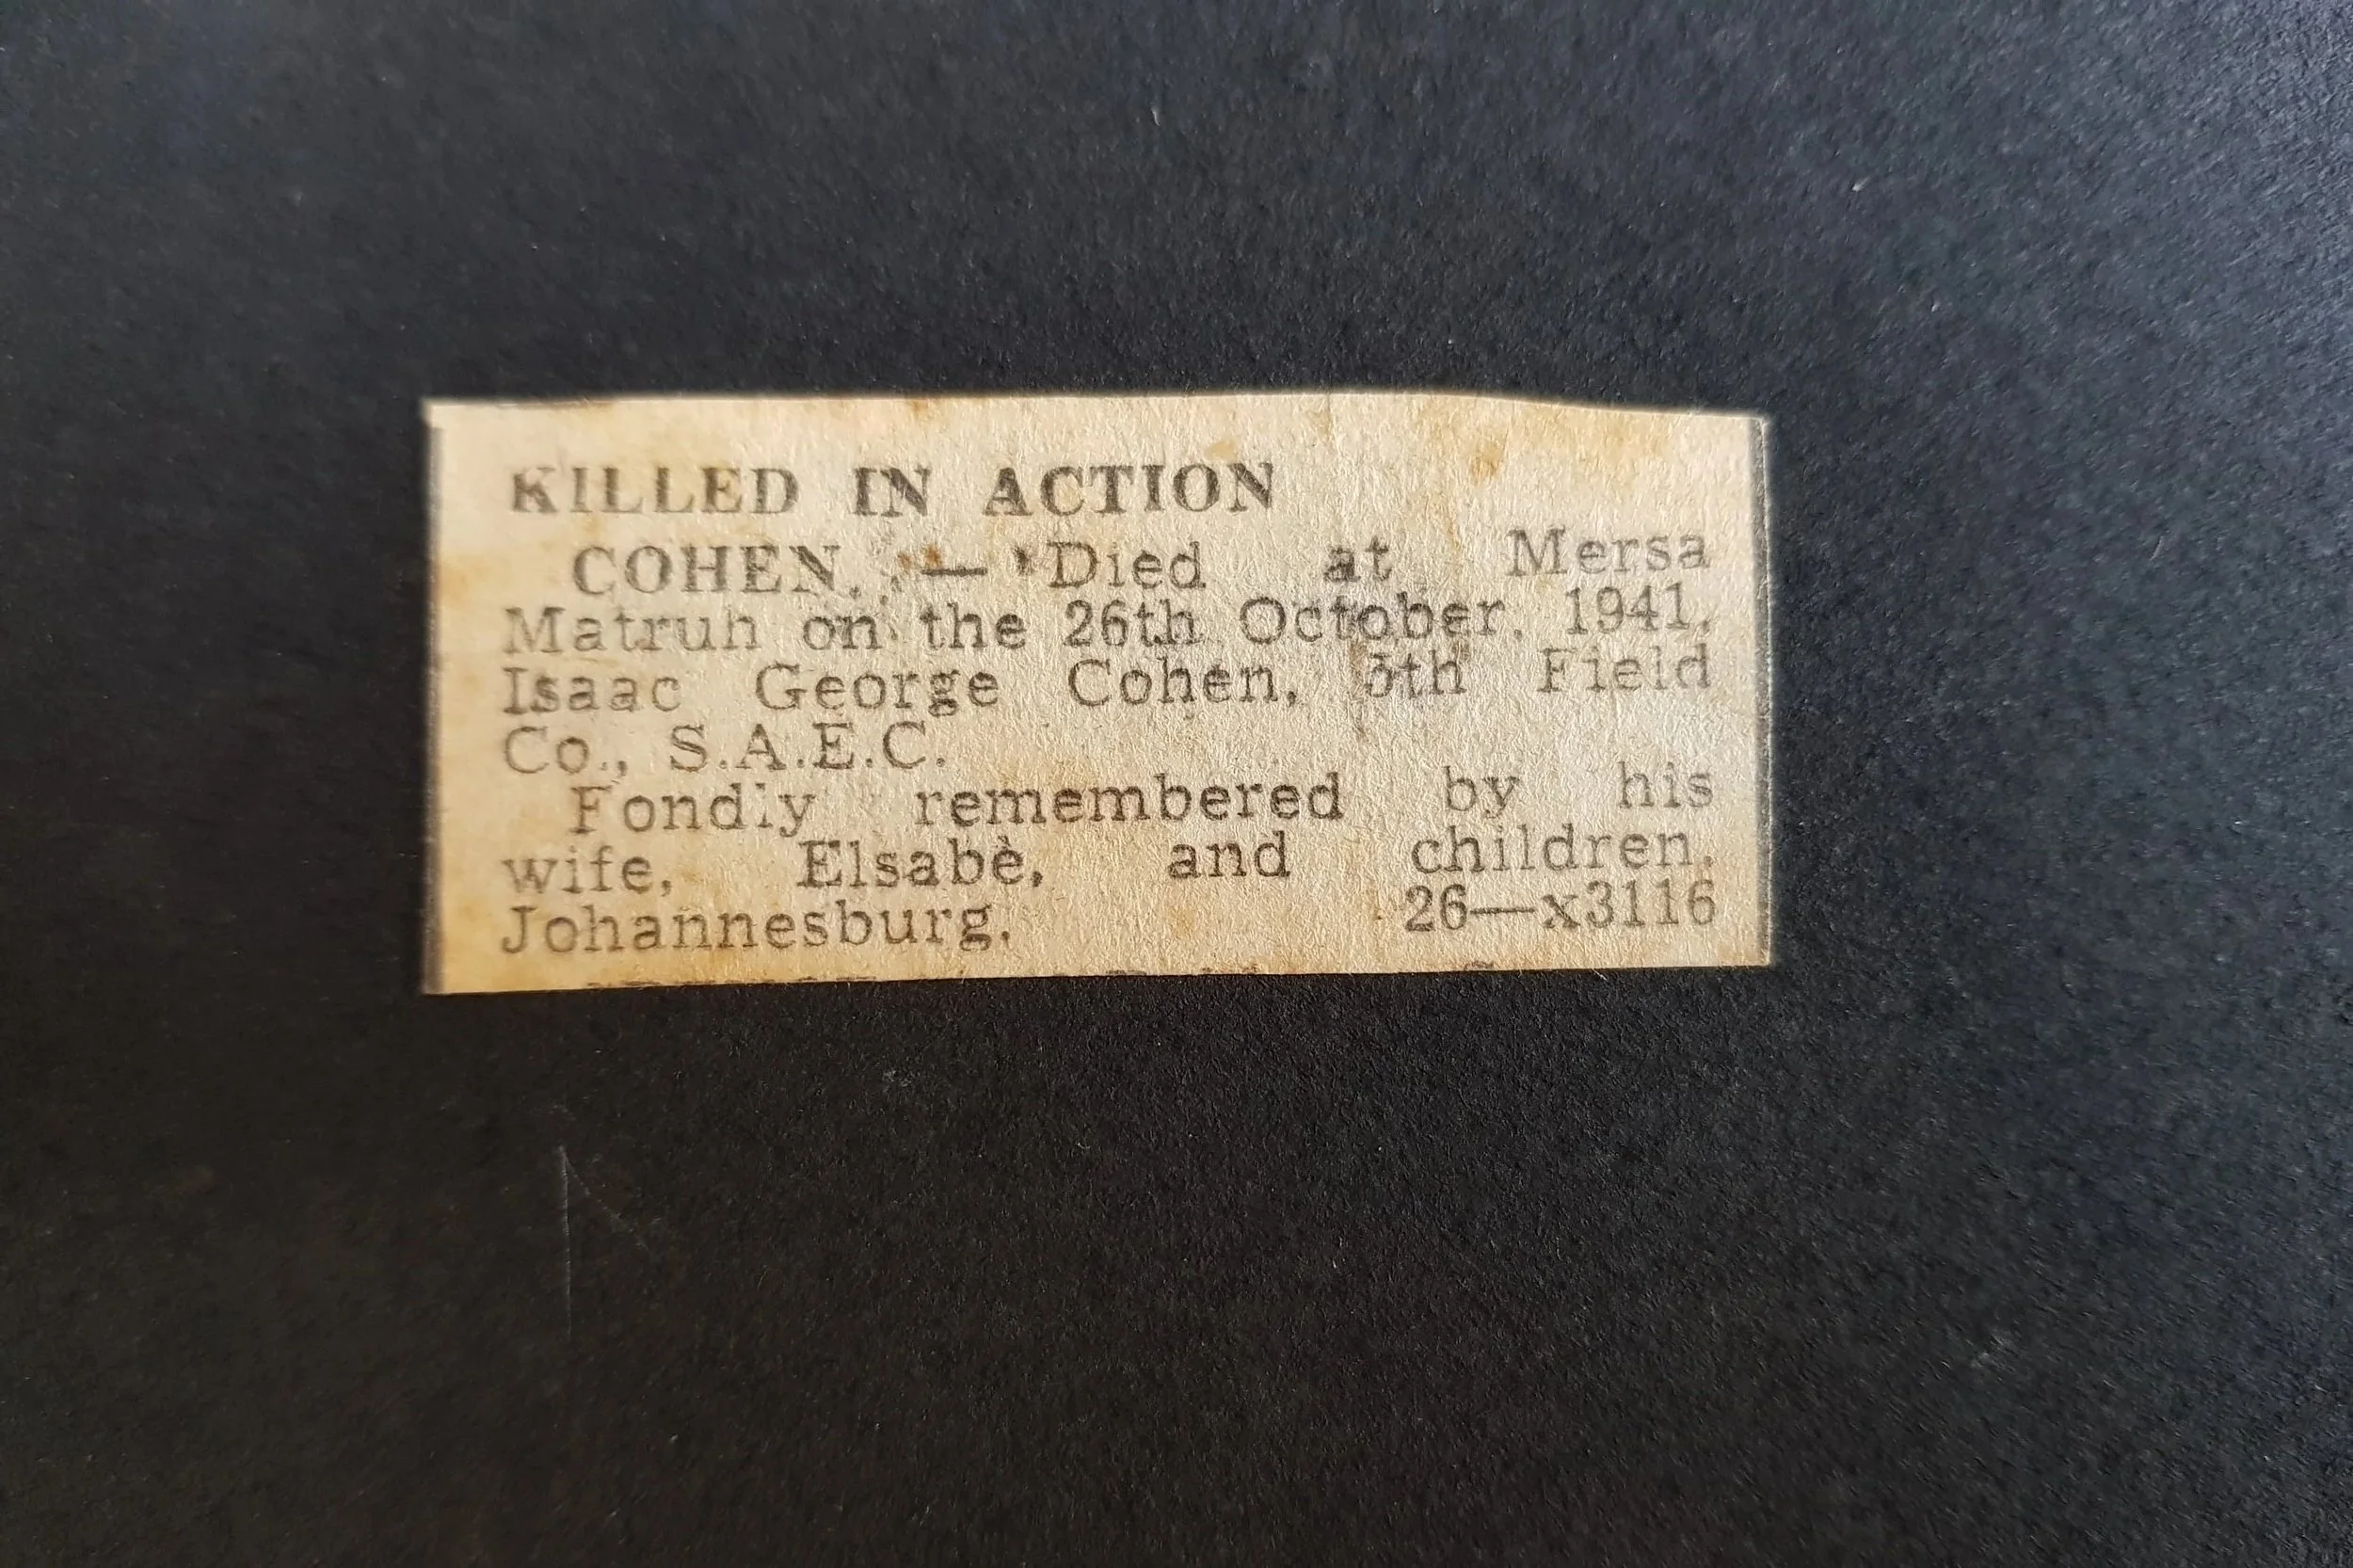 KILLED IN ACTION
COHEN. — Died at Mersa
Matruh on the 26th October, 1941,
Isaac George Cohen, 5th Field
Co., S.A.E.C.
Fondly remembered by his
wife, Elsabè, and children,
Johannesburg. 26—x3116